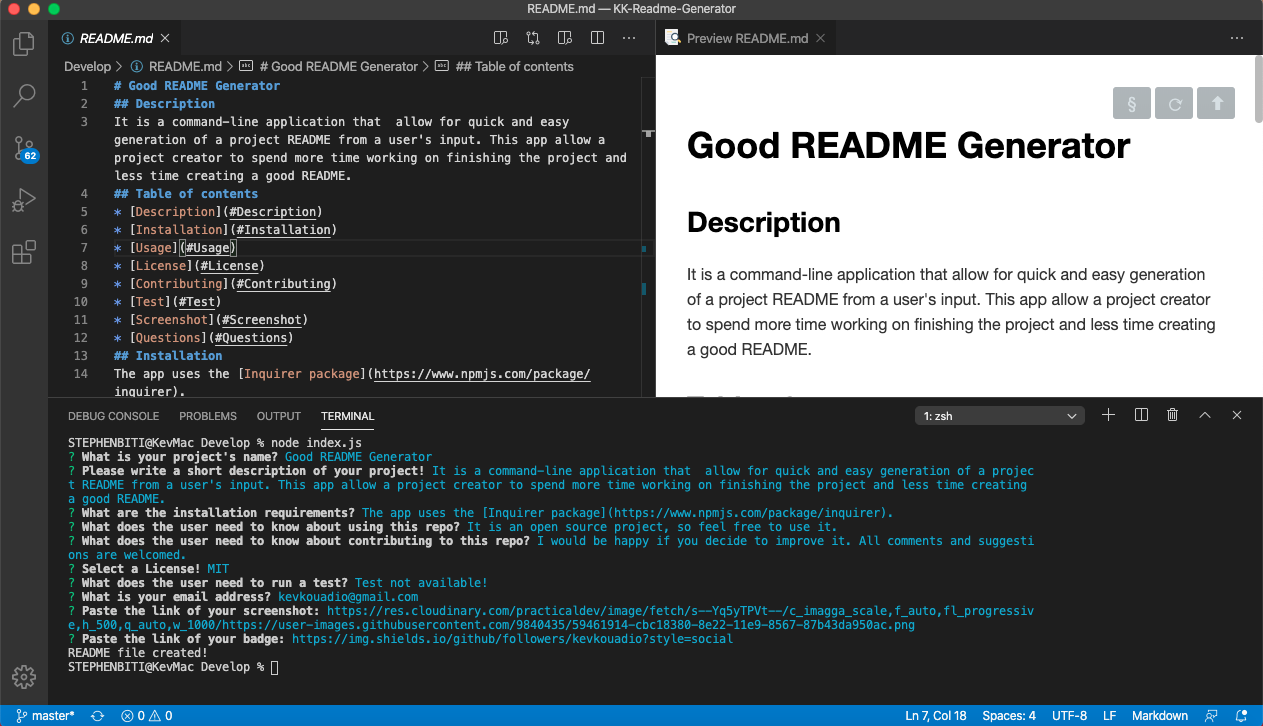 README.md — KK-Readme-Generator
README.md
Preview README.md
Develop > README.md > # Good README Generator > ## Table of contents
1 # Good README Generator
2 ## Description
3 It is a command-line application that  allow for quick and easy
generation of a project README from a user's input. This app allow a
project creator to spend more time working on finishing the project and
less time creating a good README.
4 ## Table of contents
5 * [Description](#Description)
6 * [Installation](#Installation)
7 * [Usage](#Usage)
8 * [License](#License)
9 * [Contributing](#Contributing)
10 * [Test](#Test)
11 * [Screenshot](#Screenshot)
12 * [Questions](#Questions)
13 ## Installation
14 The app uses the [Inquirer package](https://www.npmjs.com/package/
inquirer).
§
Good README Generator
Description
It is a command-line application that allow for quick and easy generation
of a project README from a user's input. This app allow a project creator
to spend more time working on finishing the project and less time creating
a good README.
62
DEBUG CONSOLE PROBLEMS OUTPUT TERMINAL
1: zsh
STEPHENBITI@KevMac Develop % node index.js
? What is your project's name? Good README Generator
? Please write a short description of your project! It is a command-line application that  allow for quick and easy generation of a projec
t README from a user's input. This app allow a project creator to spend more time working on finishing the project and less time creating
a good README.
? What are the installation requirements? The app uses the [Inquirer package](https://www.npmjs.com/package/inquirer).
? What does the user need to know about using this repo? It is an open source project, so feel free to use it.
? What does the user need to know about contributing to this repo? I would be happy if you decide to improve it. All comments and suggesti
ons are welcomed.
? Select a License! MIT
? What does the user need to run a test? Test not available!
? What is your email address? kevkouadio@gmail.com
? Paste the link of your screenshot: https://res.cloudinary.com/practicaldev/image/fetch/s--Yq5yTPVt--/c_imagga_scale,f_auto,fl_progressiv
e,h_500,q_auto,w_1000/https://user-images.githubusercontent.com/9840435/59461914-cbc18380-8e22-11e9-8567-87b43da950ac.png
? Paste the link of your badge: https://img.shields.io/github/followers/kevkouadio?style=social
README file created!
STEPHENBITI@KevMac Develop %
master* 0 0 Ln 7, Col 18 Spaces: 4 UTF-8 LF Markdown